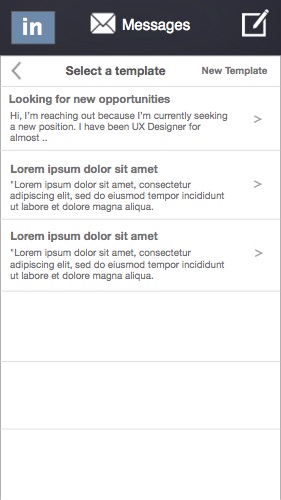 in Messages
Select a template New Template
Looking for new opportunities
Hi, I'm reaching out because I'm currently seeking
a new position. I have been UX Designer for
almost ..
>
Lorem ipsum dolor sit amet
"Lorem ipsum dolor sit amet, consectetur
adipiscing elit, sed do eiusmod tempor incididunt
ut labore et dolore magna aliqua.
>
Lorem ipsum dolor sit amet
"Lorem ipsum dolor sit amet, consectetur
adipiscing elit, sed do eiusmod tempor incididunt
ut labore et dolore magna aliqua.
>